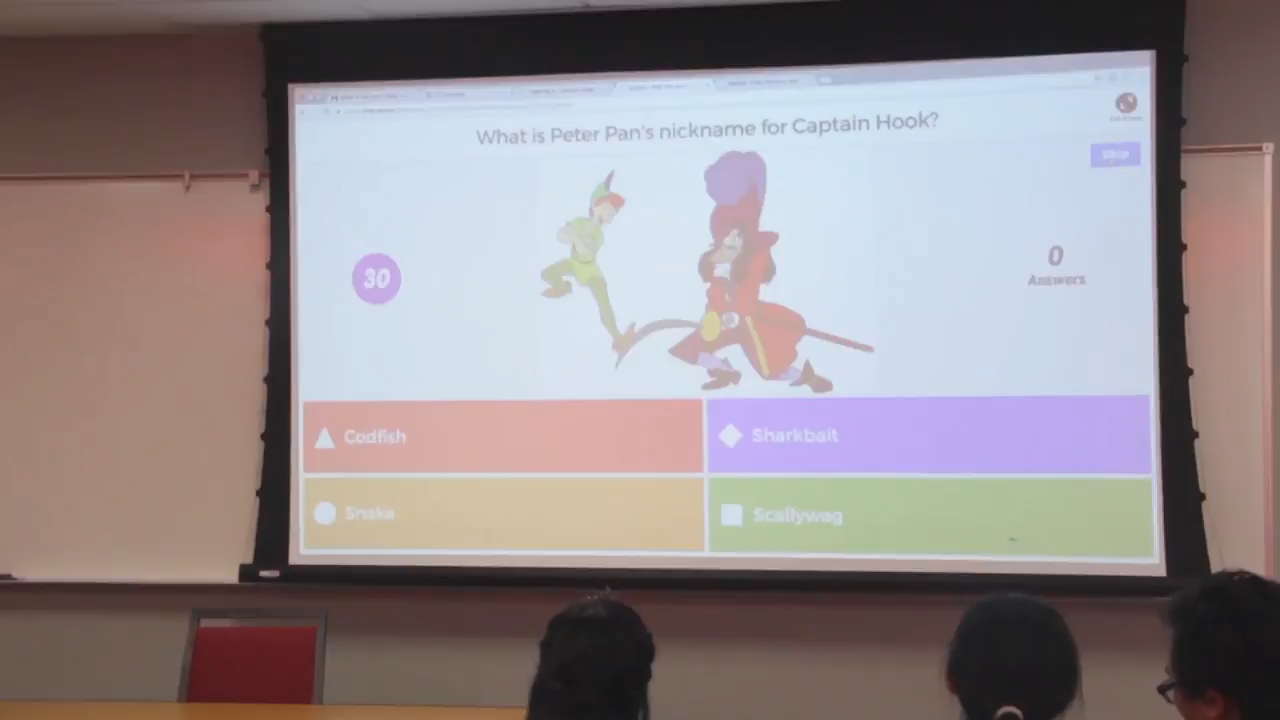 What is Peter Pan's nickname for Captain Hook?
Skip
30
0
Answers
Codfish
Sharkbait
Snake
Scallywag